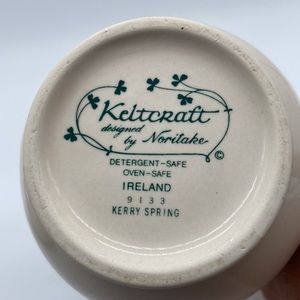 Keltcraft
designed
by Noritake
©
DETERGENT-SAFE
OVEN-SAFE
IRELAND
9133
KERRY SPRING